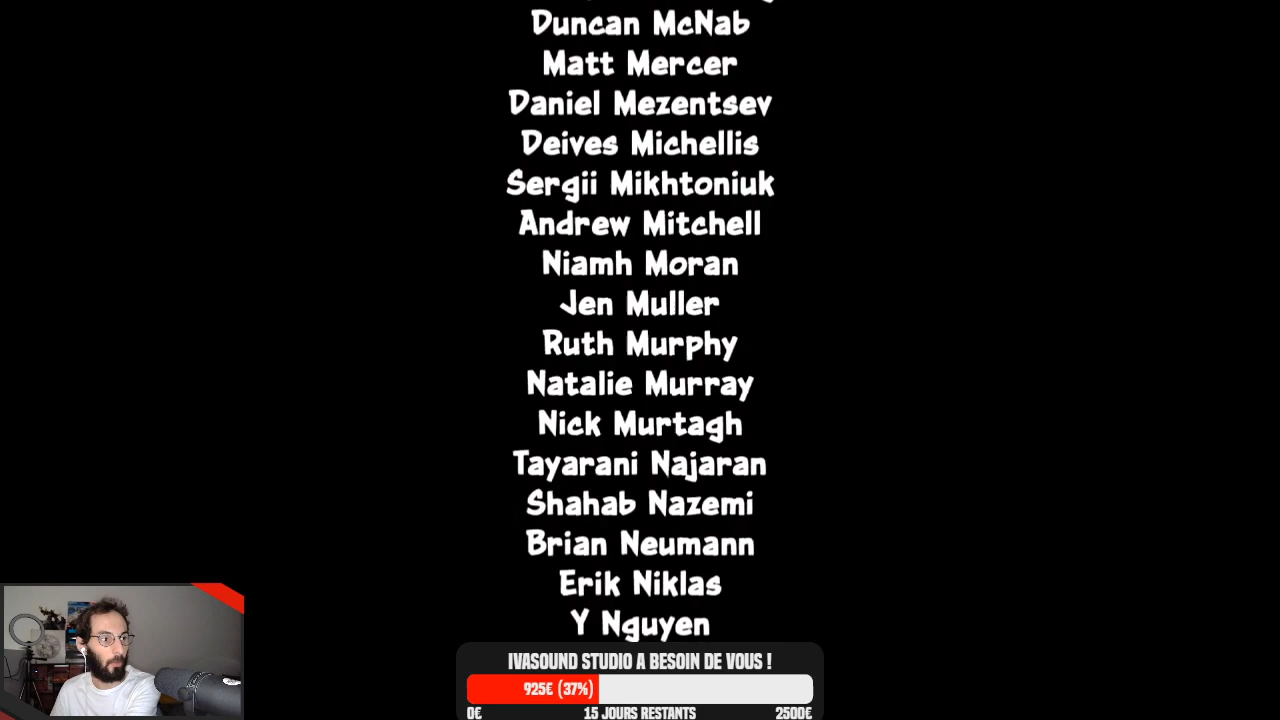 Duncan McNab
Matt Mercer
Daniel Mezentsev
Deives Michellis
Sergii Mikhtoniuk
Andrew Mitchell
Niamh Moran
Jen Muller
Ruth Murphy
Natalie Murray
Nick Murtagh
Tayarani Najaran
Shahab Nazemi
Brian Neumann
Erik Niklas
Y Nguyen
IVASOUND STUDIO A BESOIN DE VOUS !
925€ (37%)
0€ 15 JOURS RESTANTS 2500€